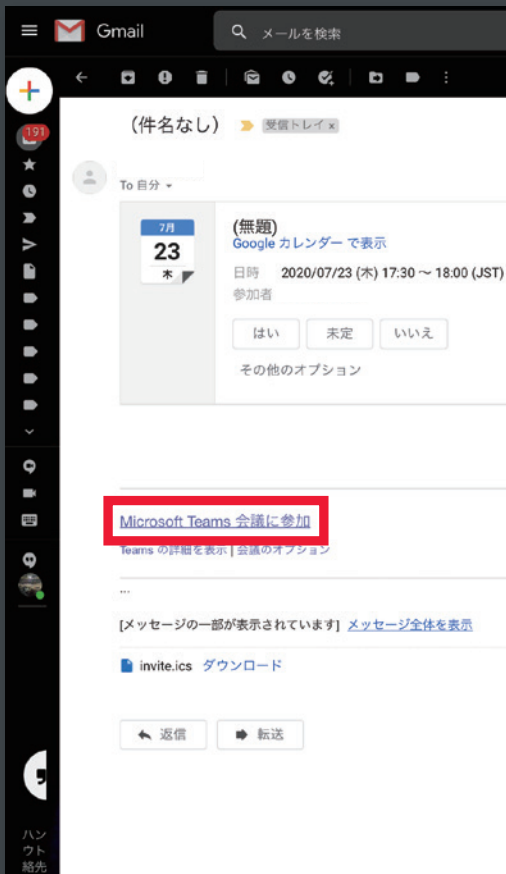 Gmail
メールを検索
191
（件名なし）
受信トレイ x
To 自分
7月
23
木
(無題)
Google カレンダー で表示
日時 2020/07/23 (木) 17:30 ～ 18:00 (JST)
参加者
はい
未定
いいえ
その他のオプション
Microsoft Teams 会議に参加
Teams の詳細を表示 | 会議のオプション
...
[メッセージの一部が表示されています] メッセージ全体を表示
invite.ics ダウンロード
返信
転送
ハン
ウト
絡先